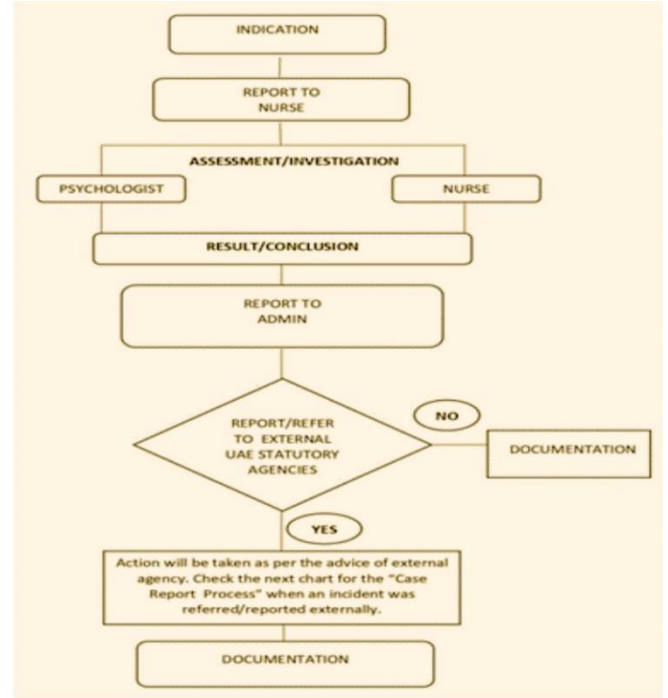 INDICATION
REPORT TO
NURSE
ASSESSMENT/INVESTIGATION
PSYCHOLOGIST
NURSE
RESULT/CONCLUSION
REPORT TO
ADMIN
REPORT/REFER
TO EXTERNAL
UAE STATUTORY
AGENCIES
NO
DOCUMENTATION
YES
Action will be taken as per the advice of external
agency. Check the next chart for the "Case
Report Process" when an incident was
referred/reported externally.
DOCUMENTATION